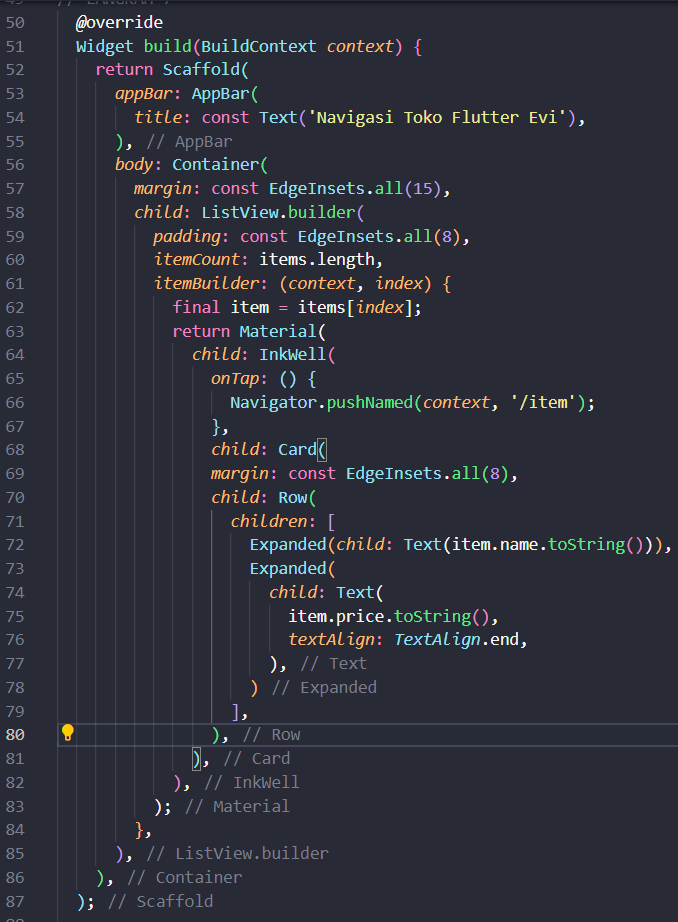 50 @override
51 Widget build(BuildContext context) {
52 return Scaffold(
53 appBar: AppBar(
54 title: const Text('Navigasi Toko Flutter Evi'),
55 ), // AppBar
56 body: Container(
57 margin: const EdgeInsets.all(15),
58 child: ListView.builder(
59 padding: const EdgeInsets.all(8),
60 itemCount: items.length,
61 itemBuilder: (context, index) {
62 final item = items[index];
63 return Material(
64 child: InkWell(
65 onTap: () {
66 Navigator.pushNamed(context, '/item');
67 },
68 child: Card(
69 margin: const EdgeInsets.all(8),
70 child: Row(
71 children: [
72 Expanded(child: Text(item.name.toString())),
73 Expanded(
74 child: Text(
75 item.price.toString(),
76 textAlign: TextAlign.end,
77 ), // Text
78 ) // Expanded
79 ],
80 ), // Row
81 ), // Card
82 ), // InkWell
83 ); // Material
84 },
85 ), // ListView.builder
86 ), // Container
87 ); // Scaffold